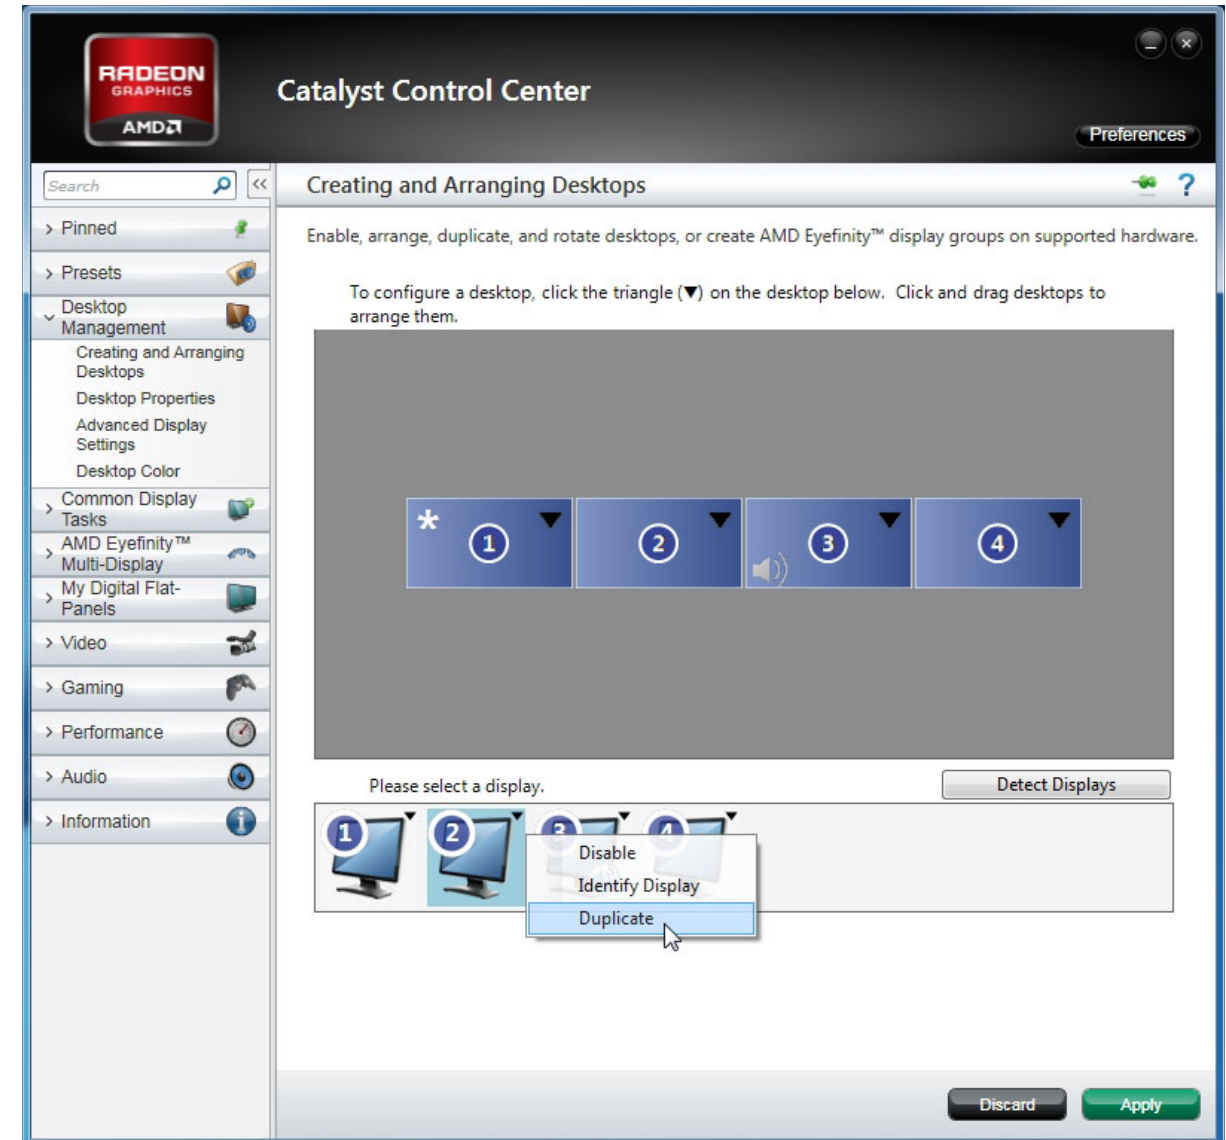 RADEON
GRAPHICS
AMD
Catalyst Control Center
Preferences
Search
<<
Creating and Arranging Desktops
?
> Pinned
> Presets
Desktop
Management
Creating and Arranging
Desktops
Desktop Properties
Advanced Display
Settings
Desktop Color
Common Display
Tasks
AMD Eyefinity™
Multi-Display
My Digital Flat-
Panels
> Video
> Gaming
> Performance
> Audio
> Information
Enable, arrange, duplicate, and rotate desktops, or create AMD Eyefinity™ display groups on supported hardware.
To configure a desktop, click the triangle (▼) on the desktop below. Click and drag desktops to
arrange them.
* 1 2 3 4
Please select a display.
Detect Displays
1 2 3 4
Disable
Identify Display
Duplicate
Discard
Apply